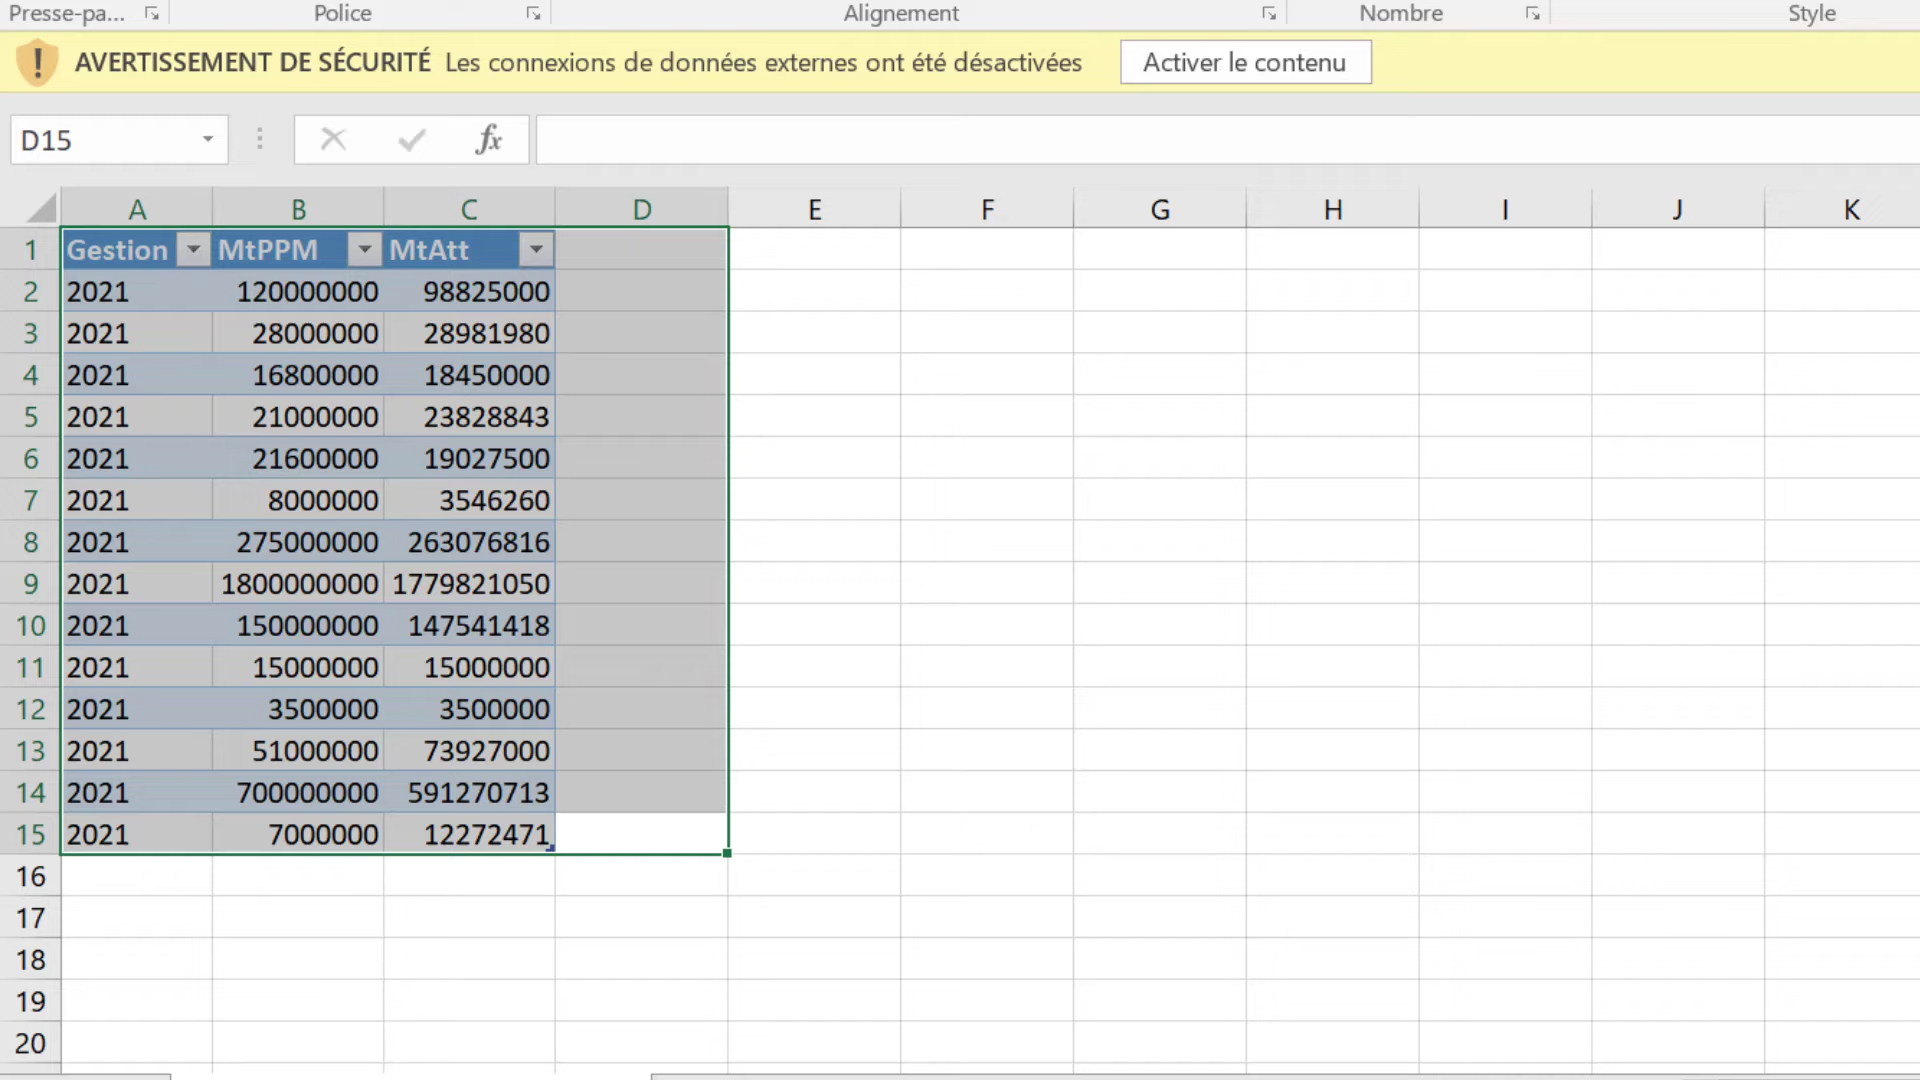 Presse-pa... Police Alignement Nombre Style
AVERTISSEMENT DE SÉCURITÉ Les connexions de données externes ont été désactivées Activer le contenu
D15 fx
A B C D E F G H I J K
1 Gestion MtPPM MtAtt
2 2021 120000000 98825000
3 2021 28000000 28981980
4 2021 16800000 18450000
5 2021 21000000 23828843
6 2021 21600000 19027500
7 2021 8000000 3546260
8 2021 275000000 263076816
9 2021 1800000000 1779821050
10 2021 150000000 147541418
11 2021 15000000 15000000
12 2021 3500000 3500000
13 2021 51000000 73927000
14 2021 700000000 591270713
15 2021 7000000 12272471
16
17
18
19
20